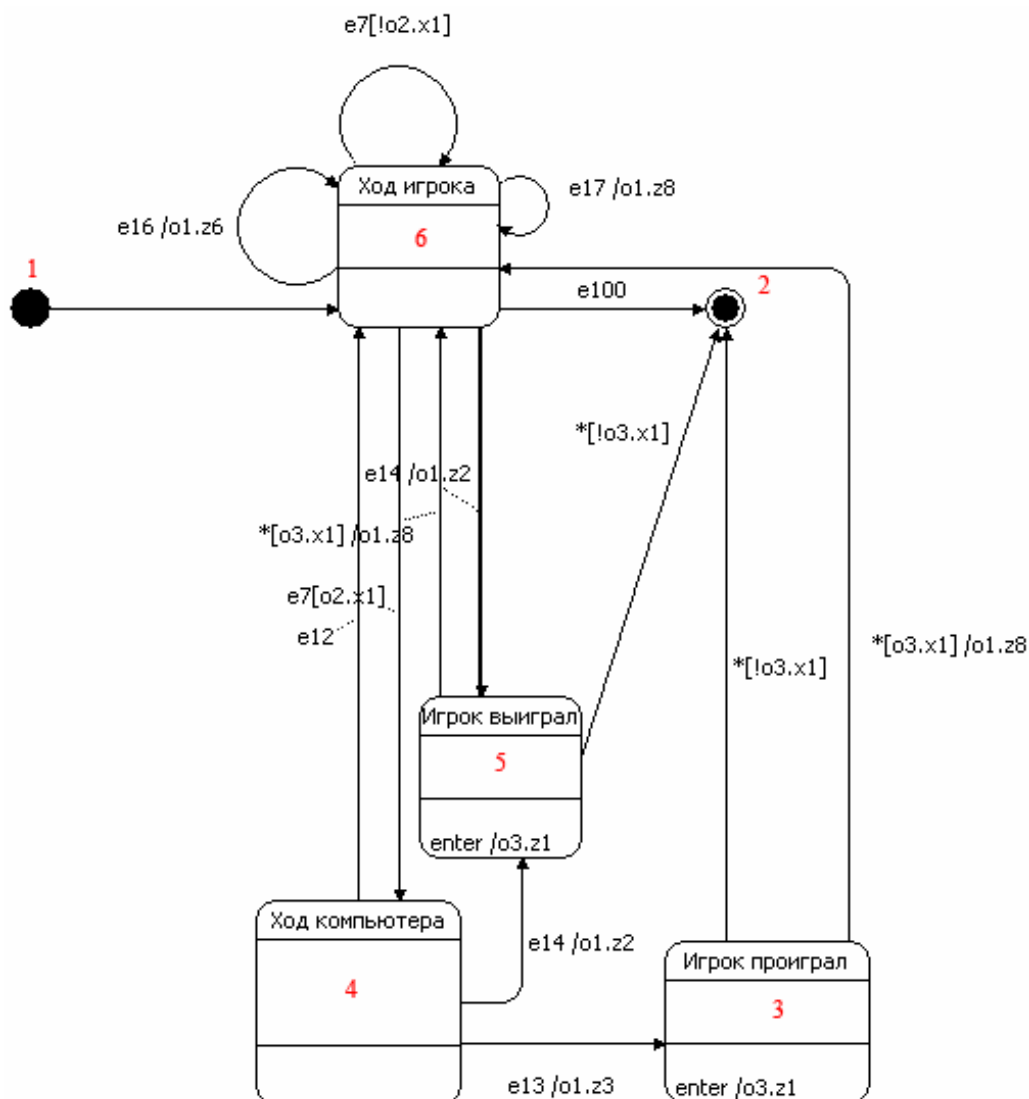 e7[!o2.x1]
Ход игрока
e17 /o1.z8
e16 /o1.z6
6
1
e100
2
*[!o3.x1]
e14 /o1.z2
*[o3.x1] /o1.z8
e7[o2.x1]
e12
*[o3.x1] /o1.z8
*[!o3.x1]
Игрок выиграл
5
enter /o3.z1
Ход компьютера
e14 /o1.z2
Игрок проиграл
4
3
e13 /o1.z3
enter /o3.z1